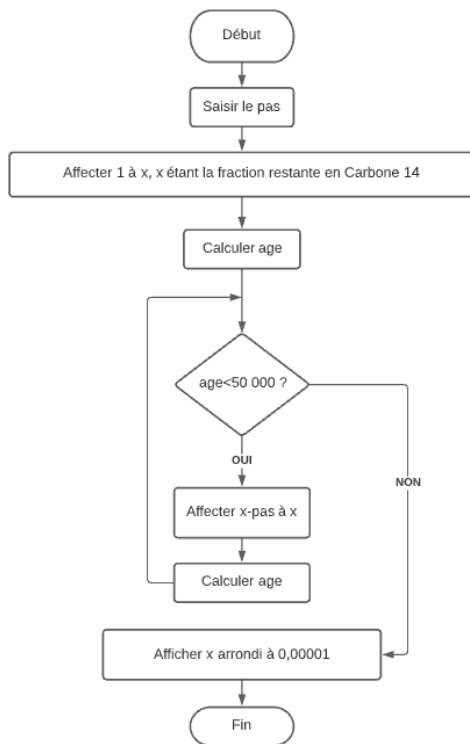 Début
Saisir le pas
Affecter 1 à x, x étant la fraction restante en Carbone 14
Calculer age
age<50 000 ?
OUI
NON
Affecter x-pas à x
Calculer age
Afficher x arrondi à 0,00001
Fin